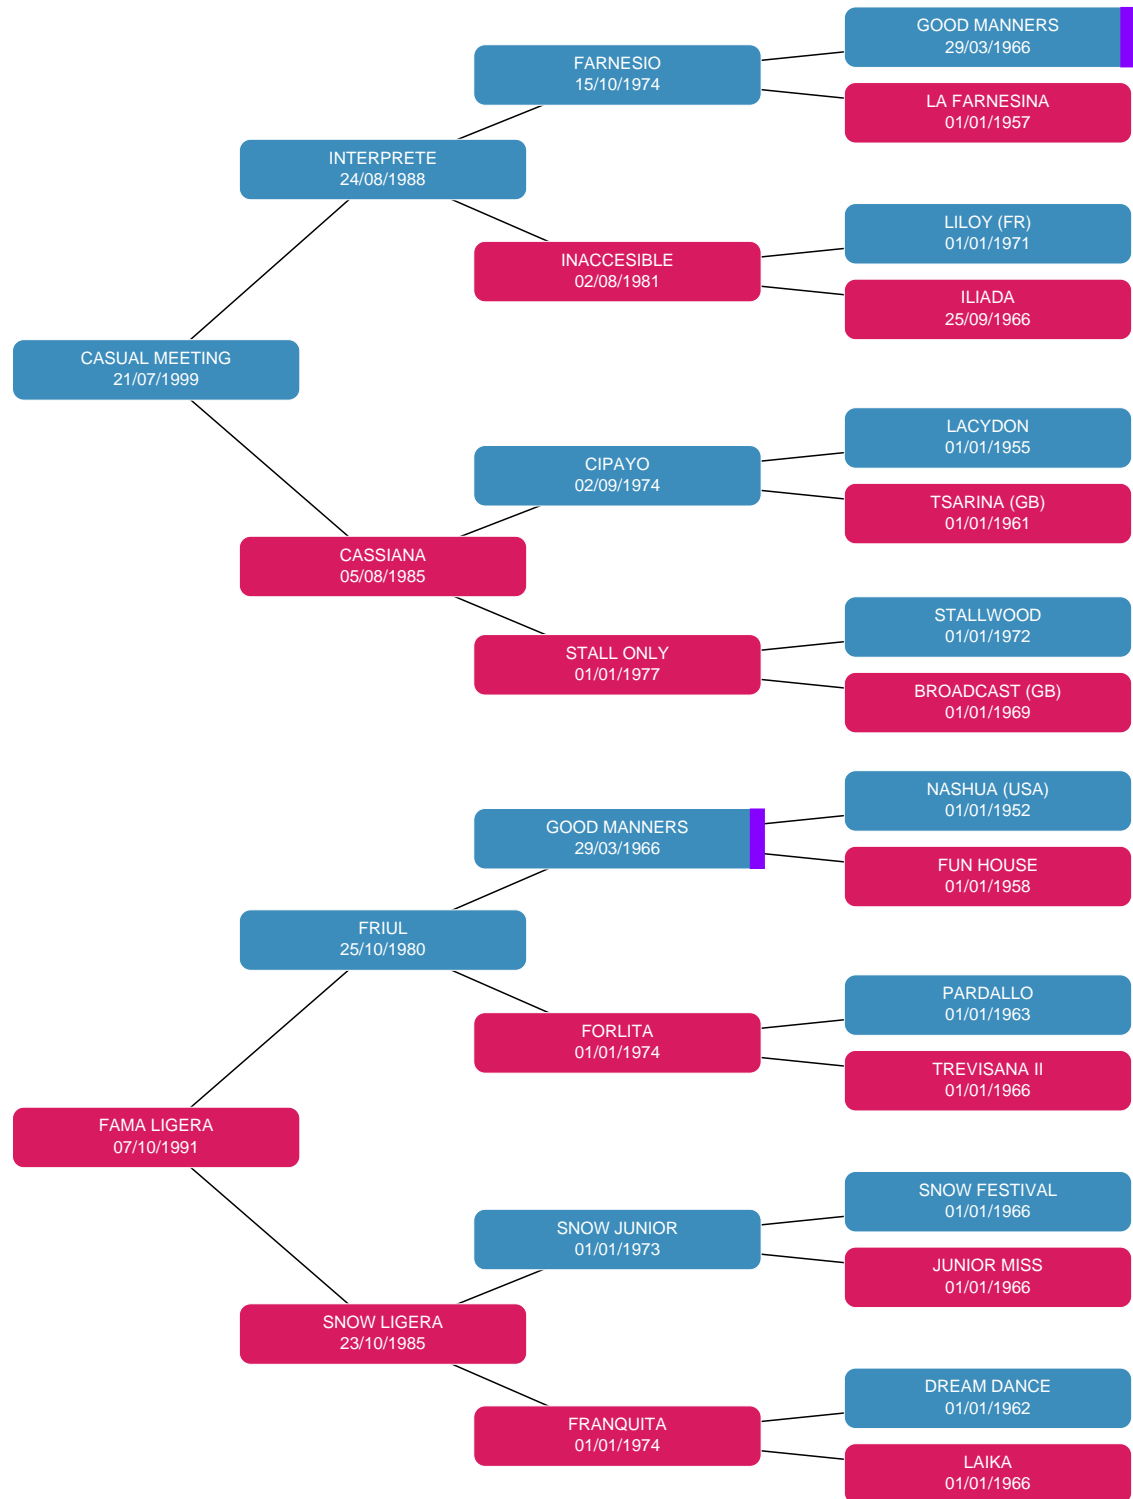 GOOD MANNERS
29/03/1966
FARNESIO
15/10/1974
LA FARNESINA
01/01/1957
INTERPRETE
24/08/1988
LILOY (FR)
01/01/1971
INACCESIBLE
02/08/1981
ILIADA
25/09/1966
CASUAL MEETING
21/07/1999
LACYDON
01/01/1955
CIPAYO
02/09/1974
TSARINA (GB)
01/01/1961
CASSIANA
05/08/1985
STALLWOOD
01/01/1972
STALL ONLY
01/01/1977
BROADCAST (GB)
01/01/1969
NASHUA (USA)
01/01/1952
GOOD MANNERS
29/03/1966
FUN HOUSE
01/01/1958
FRIUL
25/10/1980
PARDALLO
01/01/1963
FORLITA
01/01/1974
TREVISANA II
01/01/1966
FAMA LIGERA
07/10/1991
SNOW FESTIVAL
01/01/1966
SNOW JUNIOR
01/01/1973
JUNIOR MISS
01/01/1966
SNOW LIGERA
23/10/1985
DREAM DANCE
01/01/1962
FRANQUITA
01/01/1974
LAIKA
01/01/1966